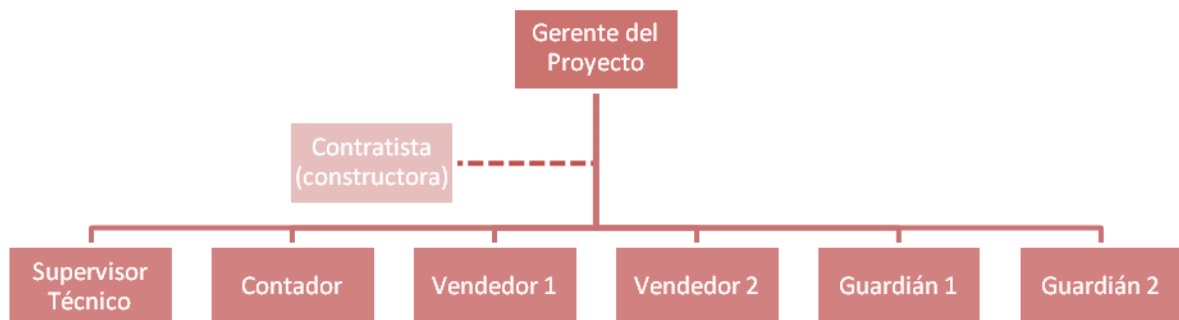 Gerente del
Proyecto
Contratista
(constructora)
Supervisor
Técnico
Contador
Vendedor 1
Vendedor 2
Guardián 1
Guardián 2